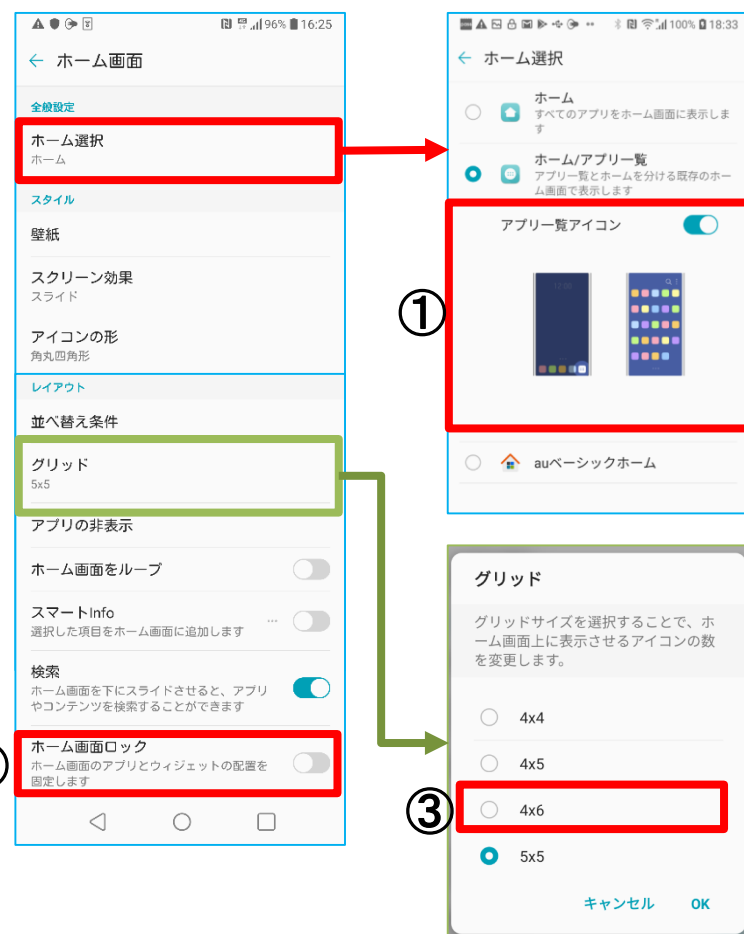 96% 16:25
ホーム画面
全般設定
ホーム選択
ホーム
スタイル
壁紙
スクリーン効果
スライド
アイコンの形
角丸四角形
レイアウト
並べ替え条件
グリッド
5x5
アプリの非表示
ホーム画面をループ
スマートInfo
選択した項目をホーム画面に追加します
...
検索
ホーム画面を下にスライドさせると、アプリ
やコンテンツを検索することができます
ホーム画面ロック
ホーム画面のアプリとウィジェットの配置を
固定します
100% 18:33
ホーム選択
ホーム
すべてのアプリをホーム画面に表示しま
す
ホーム/アプリ一覧
アプリ一覧とホームを分ける既存のホー
ム画面で表示します
①
アプリ一覧アイコン
12:00
auベーシックホーム
グリッド
グリッドサイズを選択することで、ホ
ーム画面上に表示させるアイコンの数
を変更します。
4x4
4x5
③
4x6
5x5
キャンセル OK